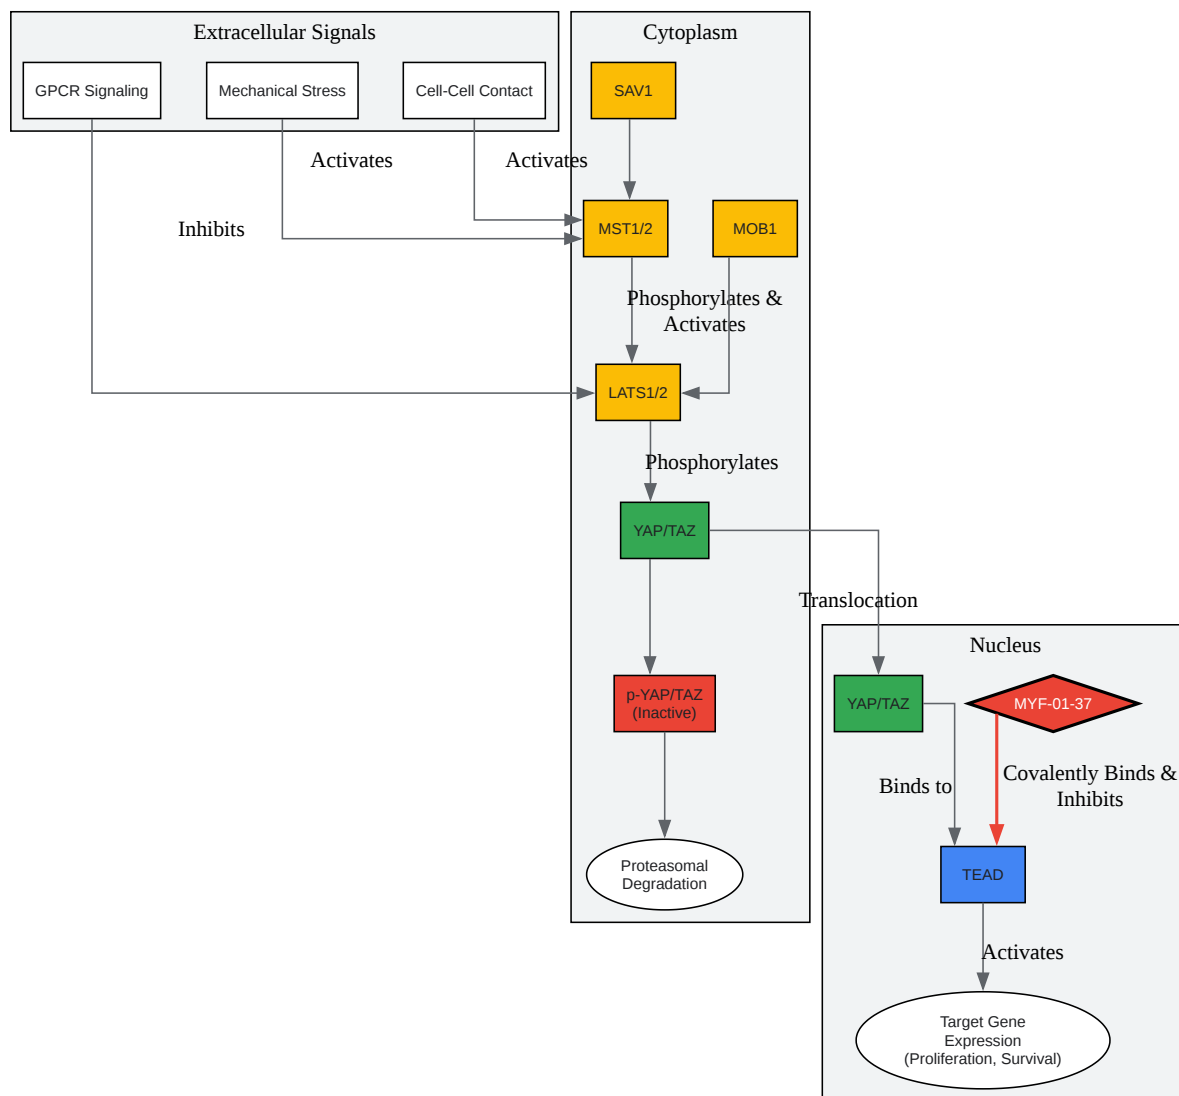 Extracellular Signals
Cytoplasm
GPCR Signaling
Mechanical Stress
Cell-Cell Contact
SAV1
Activates
Activates
Inhibits
MST1/2
MOB1
Phosphorylates &
Activates
LATS1/2
Phosphorylates
YAP/TAZ
Translocation
Nucleus
p-YAP/TAZ
(Inactive)
YAP/TAZ
MYF-01-37
Binds to
Covalently Binds &
Inhibits
Proteasomal
Degradation
TEAD
Activates
Target Gene
Expression
(Proliferation, Survival)